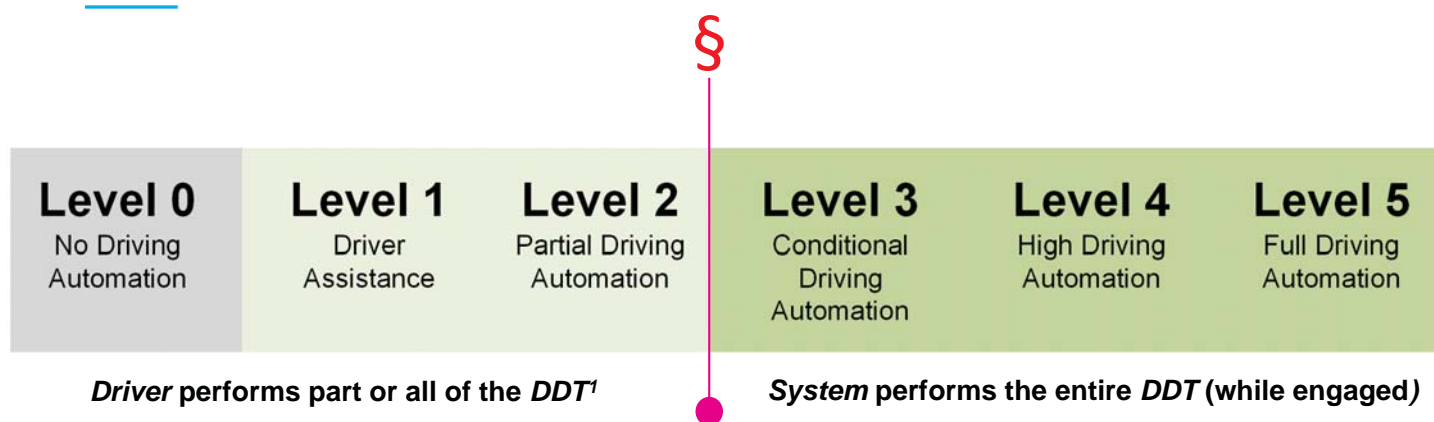 §
Level 0
No Driving
Automation
Level 1
Driver
Assistance
Level 2
Partial Driving
Automation
Level 3
Conditional
Driving
Automation
Level 4
High Driving
Automation
Level 5
Full Driving
Automation
Driver performs part or all of the DDT¹
System performs the entire DDT (while engaged)